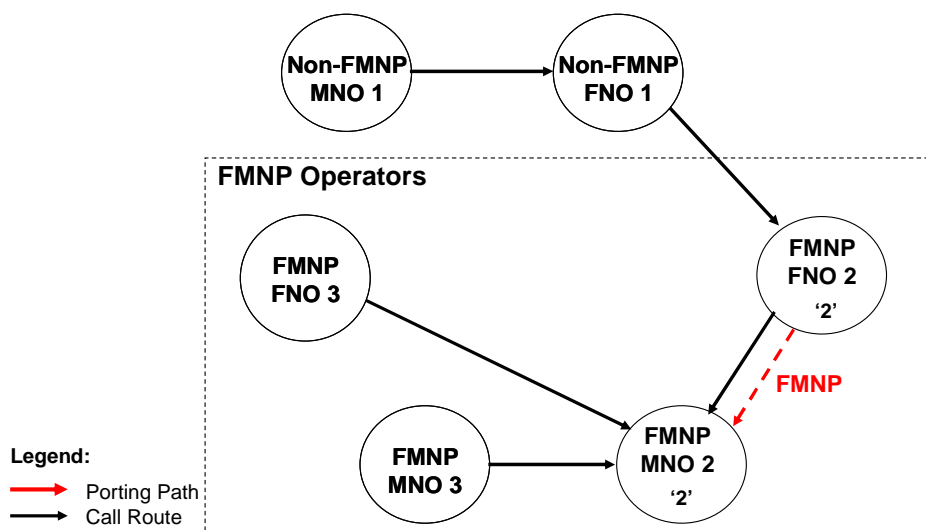 Non-FMNP
MNO 1
Non-FMNP
FNO 1
FMNP Operators
FMNP
FNO 2
‘2’
FMNP
FNO 3
FMNP
FMNP
MNO 2
‘2’
FMNP
MNO 3
Legend:
Porting Path
Call Route